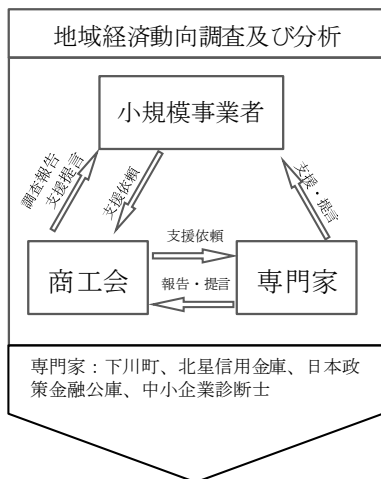 地域経済動向調査及び分析
小規模事業者
調査報告
支援提言
支援依頼
支援・提言
支援依頼
商工会
専門家
報告・提言
専門家：下川町、北星信用金庫、日本政
策金融公庫、中小企業診断士